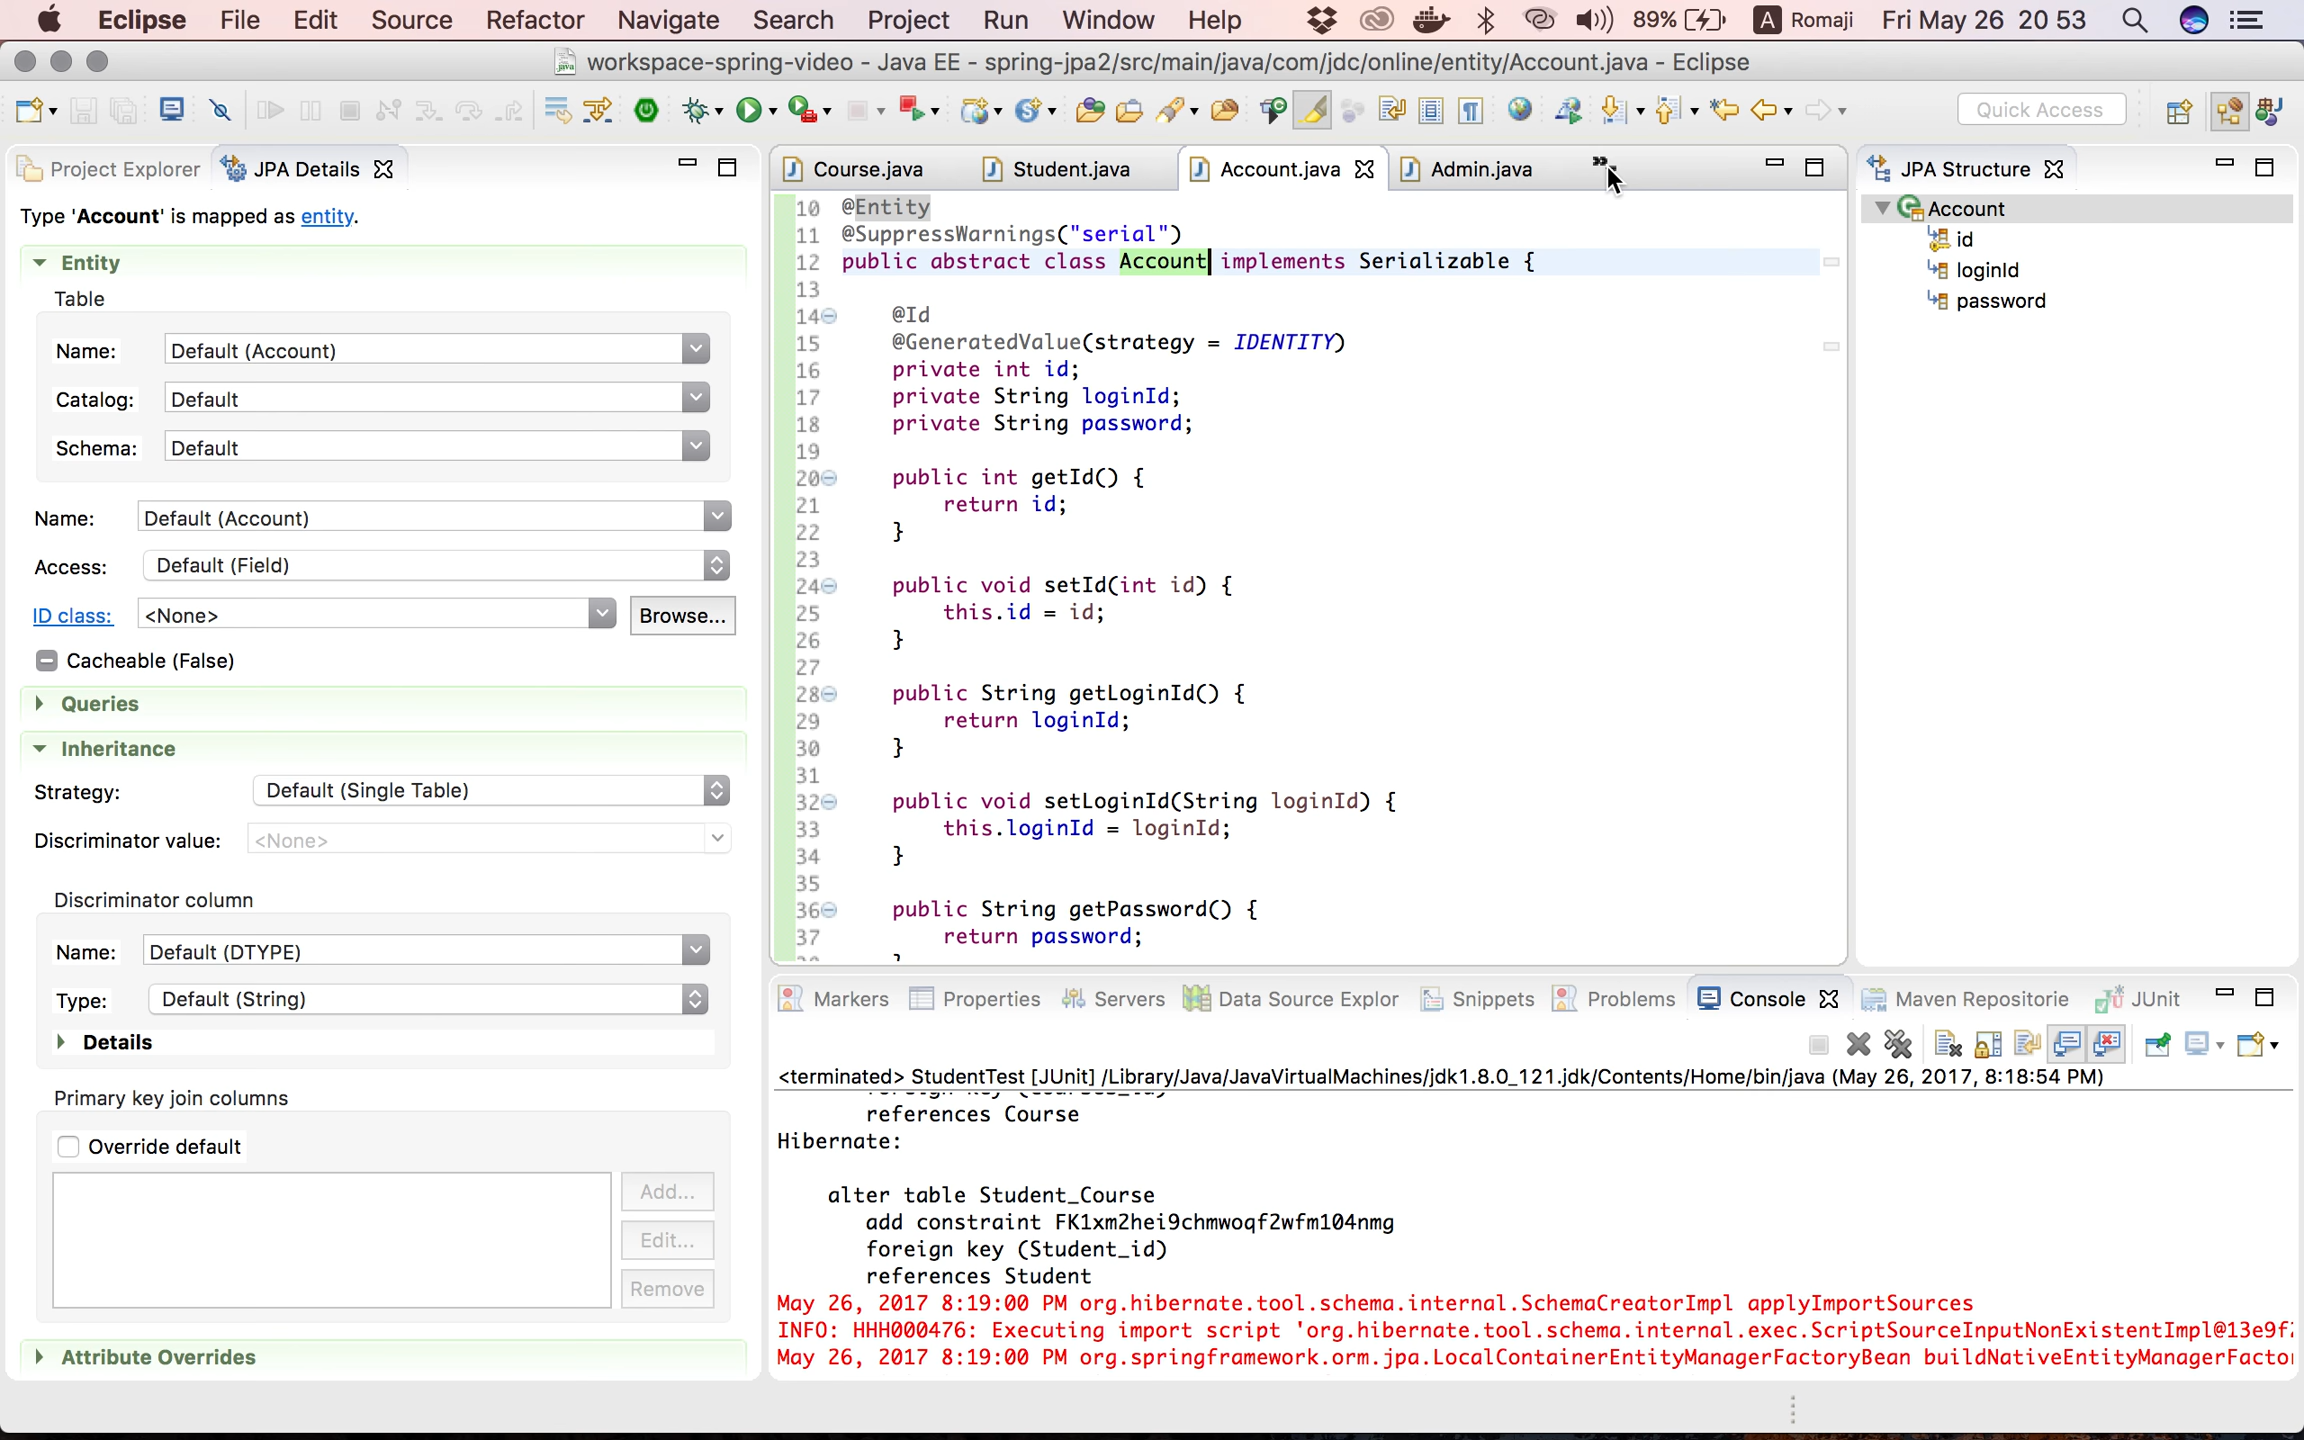 Eclipse File Edit Source Refactor Navigate Search Project Run Window Help 89% A Romaji Fri May 26 20 53
workspace-spring-video - Java EE - spring-jpa2/src/main/java/com/jdc/online/entity/Account.java - Eclipse
Quick Access
Project Explorer JPA Details
Type 'Account' is mapped as entity.
Entity
Table
Name: Default (Account)
Catalog: Default
Schema: Default
Name: Default (Account)
Access: Default (Field)
ID class: <None> Browse...
Cacheable (False)
Queries
Inheritance
Strategy: Default (Single Table)
Discriminator value: <None>
Discriminator column
Name: Default (DTYPE)
Type: Default (String)
Details
Primary key join columns
Override default
Add...
Edit...
Remove
Attribute Overrides
Course.java Student.java Account.java Admin.java
10 @Entity
11 @SuppressWarnings("serial")
12 public abstract class Account implements Serializable {
13
14 @Id
15 @GeneratedValue(strategy = IDENTITY)
16 private int id;
17 private String loginId;
18 private String password;
19
20 public int getId() {
21 return id;
22 }
23
24 public void setId(int id) {
25 this.id = id;
26 }
27
28 public String getLoginId() {
29 return loginId;
30 }
31
32 public void setLoginId(String loginId) {
33 this.loginId = loginId;
34 }
35
36 public String getPassword() {
37 return password;
JPA Structure
Account
id
loginId
password
Markers Properties Servers Data Source Explor Snippets Problems Console Maven Repositorie JUnit
<terminated> StudentTest [JUnit] /Library/Java/JavaVirtualMachines/jdk1.8.0_121.jdk/Contents/Home/bin/java (May 26, 2017, 8:18:54 PM)
references Course
Hibernate:
alter table Student_Course
add constraint FK1xm2hei9chmwoqf2wfm104nmg
foreign key (Student_id)
references Student
May 26, 2017 8:19:00 PM org.hibernate.tool.schema.internal.SchemaCreatorImpl applyImportSources
INFO: HHH000476: Executing import script 'org.hibernate.tool.schema.internal.exec.ScriptSourceInputNonExistentImpl@13e9f
May 26, 2017 8:19:00 PM org.springframework.orm.jpa.LocalContainerEntityManagerFactoryBean buildNativeEntityManagerFacto